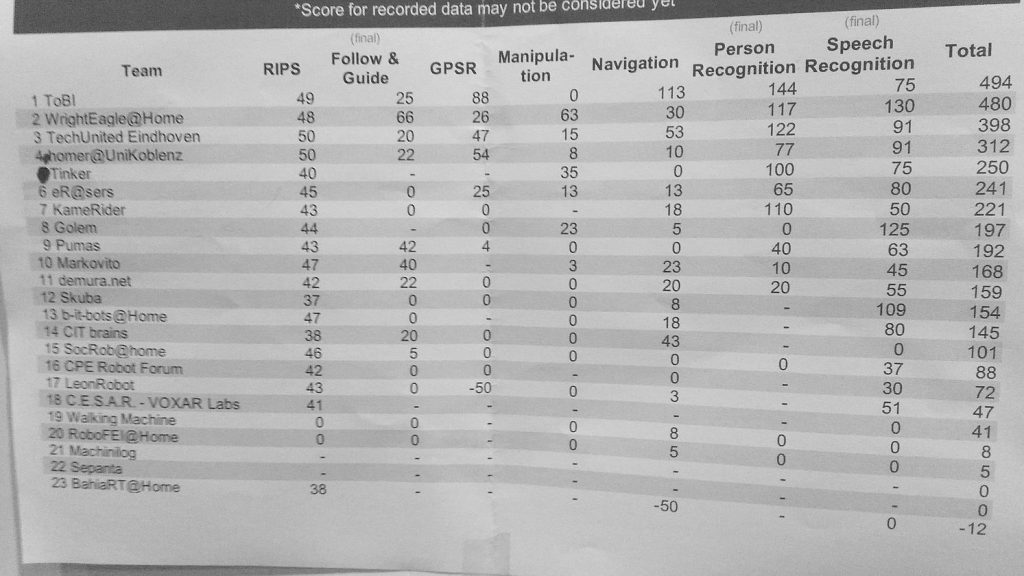 *Score for recorded data may not be considered yet
(final) (final) (final)
Team RIPS Follow & Guide GPSR Manipula-tion Navigation Person Recognition Speech Recognition Total
1 ToBI 49 25 88 0 113 144 75 494
2 WrightEagle@Home 48 66 26 63 30 117 130 480
3 TechUnited Eindhoven 50 20 47 15 53 122 91 398
4 homer@UniKoblenz 50 22 54 8 10 77 91 312
Tinker 40 - - 35 0 100 75 250
6 eR@sers 45 0 25 13 13 65 80 241
7 KameRider 43 0 0 - 18 110 50 221
8 Golem 44 - 0 23 5 0 125 197
9 Pumas 43 42 4 0 0 40 63 192
10 Markovito 47 40 - 3 23 10 45 168
11 demura.net 42 22 0 0 20 20 55 159
12 Skuba 37 0 0 0 8 - 109 154
13 b-it-bots@Home 47 0 - 0 18 - 80 145
14 CIT brains 38 20 0 0 43 - 0 101
15 SocRob@home 46 5 0 0 0 0 37 88
16 CPE Robot Forum 42 0 0 - 0 - 30 72
17 LeonRobot 43 0 -50 0 3 - 51 47
18 C.E.S.A.R. - VOXAR Labs 41 - - - - - 0 41
19 Walking Machine 0 0 - 0 8 0 0 8
20 RoboFEI@Home 0 0 - 0 5 0 0 5
21 Machinilog - - - - - - - 0
22 Sepanta - - - - - - - 0
23 BahiaRT@Home 38 - - - -50 - 0 -12